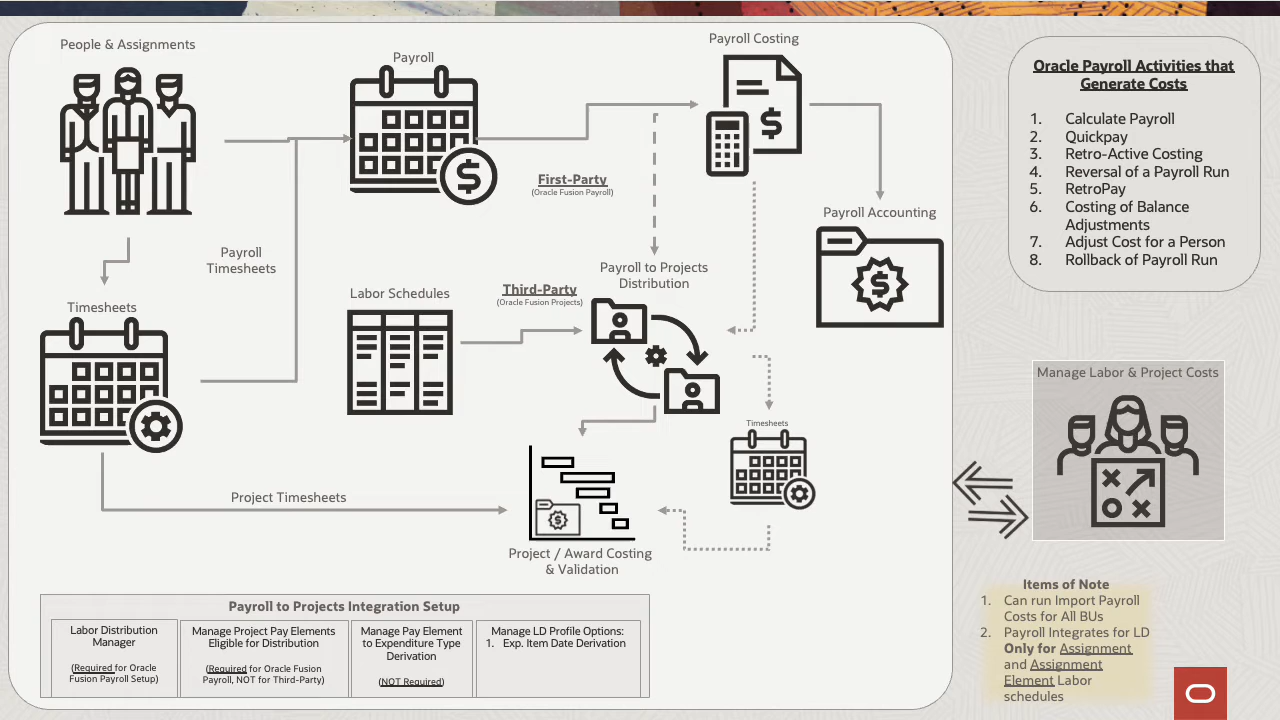 People & Assignments
Payroll
Payroll Costing
First-Party
(Oracle Fusion Payroll)
Payroll
Timesheets
Payroll Accounting
Timesheets
Labor Schedules
Third-Party
(Oracle Fusion Projects)
Payroll to Projects
Distribution
Timesheets
Project Timesheets
Project / Award Costing
& Validation
Payroll to Projects Integration Setup
Labor Distribution
Manager
(Required for Oracle
Fusion Payroll Setup)
Manage Project Pay Elements
Eligible for Distribution
(Required for Oracle Fusion
Payroll, NOT for Third-Party)
Manage Pay Element
to Expenditure Type
Derivation
(NOT Required)
Manage LD Profile Options:
1. Exp. Item Date Derivation
Oracle Payroll Activities that
Generate Costs
1. Calculate Payroll
2. Quickpay
3. Retro-Active Costing
4. Reversal of a Payroll Run
5. RetroPay
6. Costing of Balance
Adjustments
7. Adjust Cost for a Person
8. Rollback of Payroll Run
Manage Labor & Project Costs
Items of Note
1. Can run Import Payroll
Costs for All BUs
2. Payroll Integrates for LD
Only for Assignment
and Assignment
Element Labor
schedules